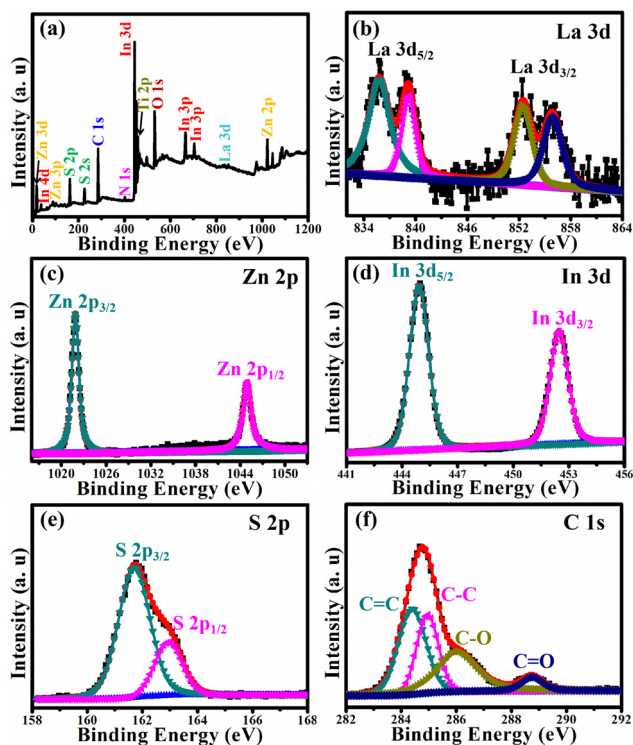 (a)
In 3d
Ti 2p
O 1s
In 3p
In 3p
La 3d
Zn 2p
C 1s
N 1s
S 2p
S 2s
Zn 3d
Zn 3p
In 4d
Intensity (a. u)
0 200 400 600 800 1000 1200
Binding Energy (eV)
(b)
La 3d
La 3d5/2
La 3d3/2
Intensity (a. u)
834 840 846 852 858 864
Binding Energy (eV)
(c)
Zn 2p
Zn 2p3/2
Zn 2p1/2
Intensity (a. u)
1020 1026 1032 1038 1044 1050
Binding Energy (eV)
(d)
In 3d
In 3d5/2
In 3d3/2
Intensity (a. u)
441 444 447 450 453 456
Binding Energy (eV)
(e)
S 2p
S 2p3/2
S 2p1/2
Intensity (a. u)
158 160 162 164 166 168
Binding Energy (eV)
(f)
C 1s
C=C
C-C
C-O
C=O
Intensity (a. u)
282 284 286 288 290 292
Binding Energy (eV)